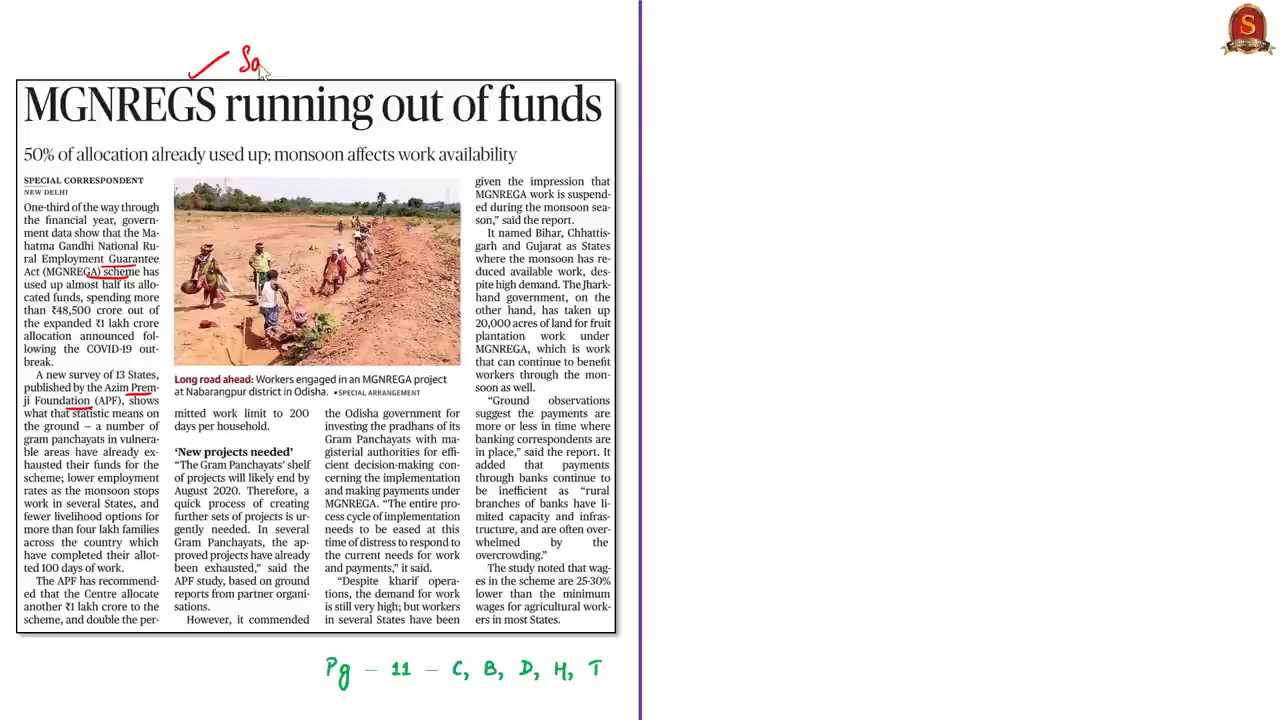 So
MGNREGS running out of funds
50% of allocation already used up; monsoon affects work availability
SPECIAL CORRESPONDENT
NEW DELHI
One-third of the way through
the financial year, govern-
ment data show that the Ma-
hatma Gandhi National Ru-
ral Employment Guarantee
Act (MGNREGA) scheme has
used up almost half its allo-
cated funds, spending more
than ₹48,500 crore out of
the expanded ₹1 lakh crore
allocation announced fol-
lowing the COVID-19 out-
break.
A new survey of 13 States,
published by the Azim Prem-
ji Foundation (APF), shows
what that statistic means on
the ground – a number of
gram panchayats in vulnera-
ble areas have already ex-
hausted their funds for the
scheme; lower employment
rates as the monsoon stops
work in several States, and
fewer livelihood options for
more than four lakh families
across the country which
have completed their allot-
ted 100 days of work.
The APF has recommend-
ed that the Centre allocate
another ₹1 lakh crore to the
scheme, and double the per-
Long road ahead: Workers engaged in an MGNREGA project
at Nabarangpur district in Odisha. •SPECIAL ARRANGEMENT
mitted work limit to 200
days per household.
‘New projects needed’
“The Gram Panchayats’ shelf
of projects will likely end by
August 2020. Therefore, a
quick process of creating
further sets of projects is ur-
gently needed. In several
Gram Panchayats, the ap-
proved projects have already
been exhausted,” said the
APF study, based on ground
reports from partner organi-
sations.
However, it commended
the Odisha government for
investing the pradhans of its
Gram Panchayats with ma-
gisterial authorities for effi-
cient decision-making con-
cerning the implementation
and making payments under
MGNREGA. “The entire pro-
cess cycle of implementation
needs to be eased at this
time of distress to respond to
the current needs for work
and payments,” it said.
“Despite kharif opera-
tions, the demand for work
is still very high; but workers
in several States have been
given the impression that
MGNREGA work is suspend-
ed during the monsoon sea-
son,” said the report.
It named Bihar, Chhattis-
garh and Gujarat as States
where the monsoon has re-
duced available work, des-
pite high demand. The Jhark-
hand government, on the
other hand, has taken up
20,000 acres of land for fruit
plantation work under
MGNREGA, which is work
that can continue to benefit
workers through the mon-
soon as well.
“Ground observations
suggest the payments are
more or less in time where
banking correspondents are
in place,” said the report. It
added that payments
through banks continue to
be inefficient as “rural
branches of banks have li-
mited capacity and infras-
tructure, and are often over-
whelmed by the
overcrowding.”
The study noted that wag-
es in the scheme are 25-30%
lower than the minimum
wages for agricultural work-
ers in most States.
Pg – 11 – C, B, D, H, T
S